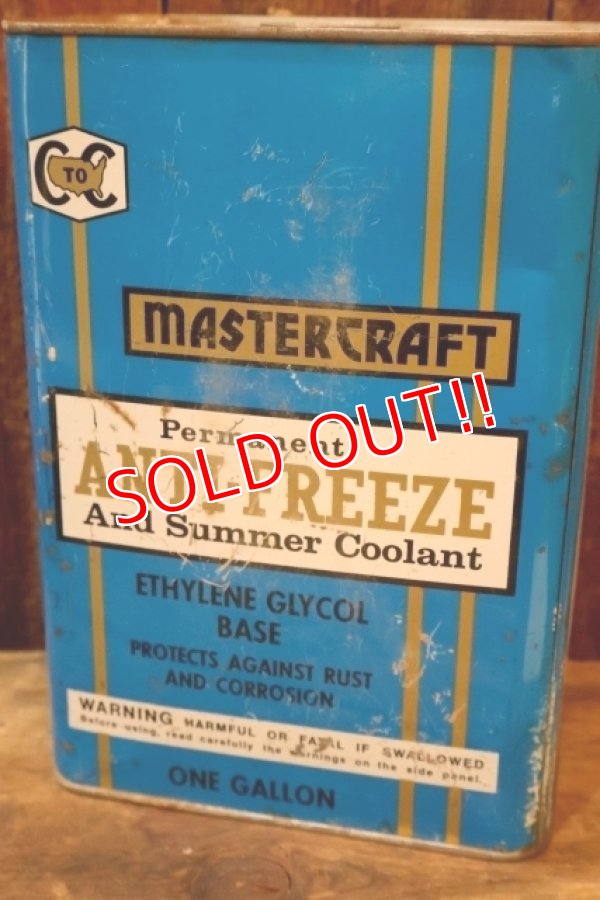 C TO C
MASTERCRAFT
Permanent
ANTI-FREEZE
And Summer Coolant
SOLD OUT!!
ETHYLENE GLYCOL
BASE
PROTECTS AGAINST RUST
AND CORROSION
WARNING HARMFUL OR FATAL IF SWALLOWED
Before using, read carefully the warnings on the side panel.
ONE GALLON